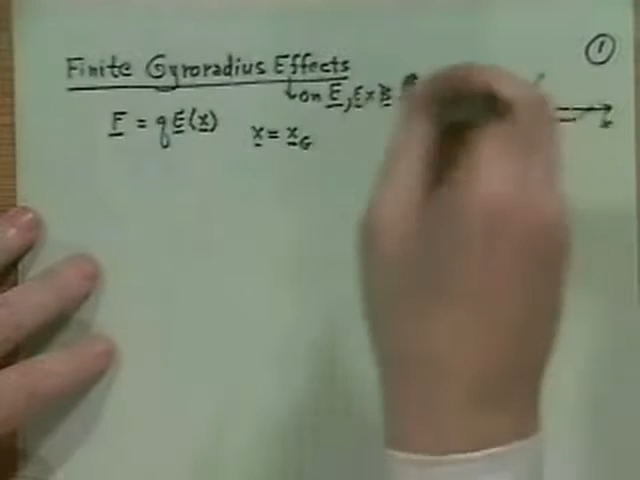 ①
Finite Gyroradius Effects
↳on E, E x B
F = qE(x) x = x_G
x